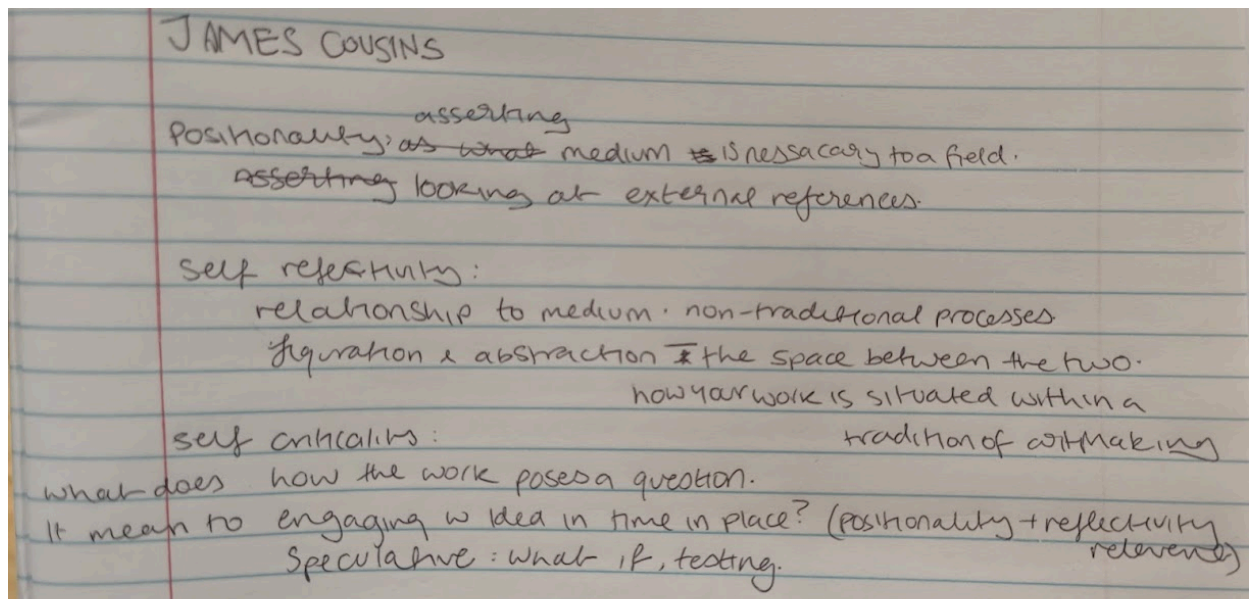 JAMES COUSINS
asserting
Positionality: as what medium is nessacary to a field.
asserting looking at external references.
self reflectivity:
relationship to medium. non-traditional processes
figuration & abstraction the space between the two.
how your work is situated within a
tradition of artmaking
self criticality:
what does how the work poses a question.
it mean to engaging w idea in time in place? (positionality + reflectivity
Speculative: what if, testing.